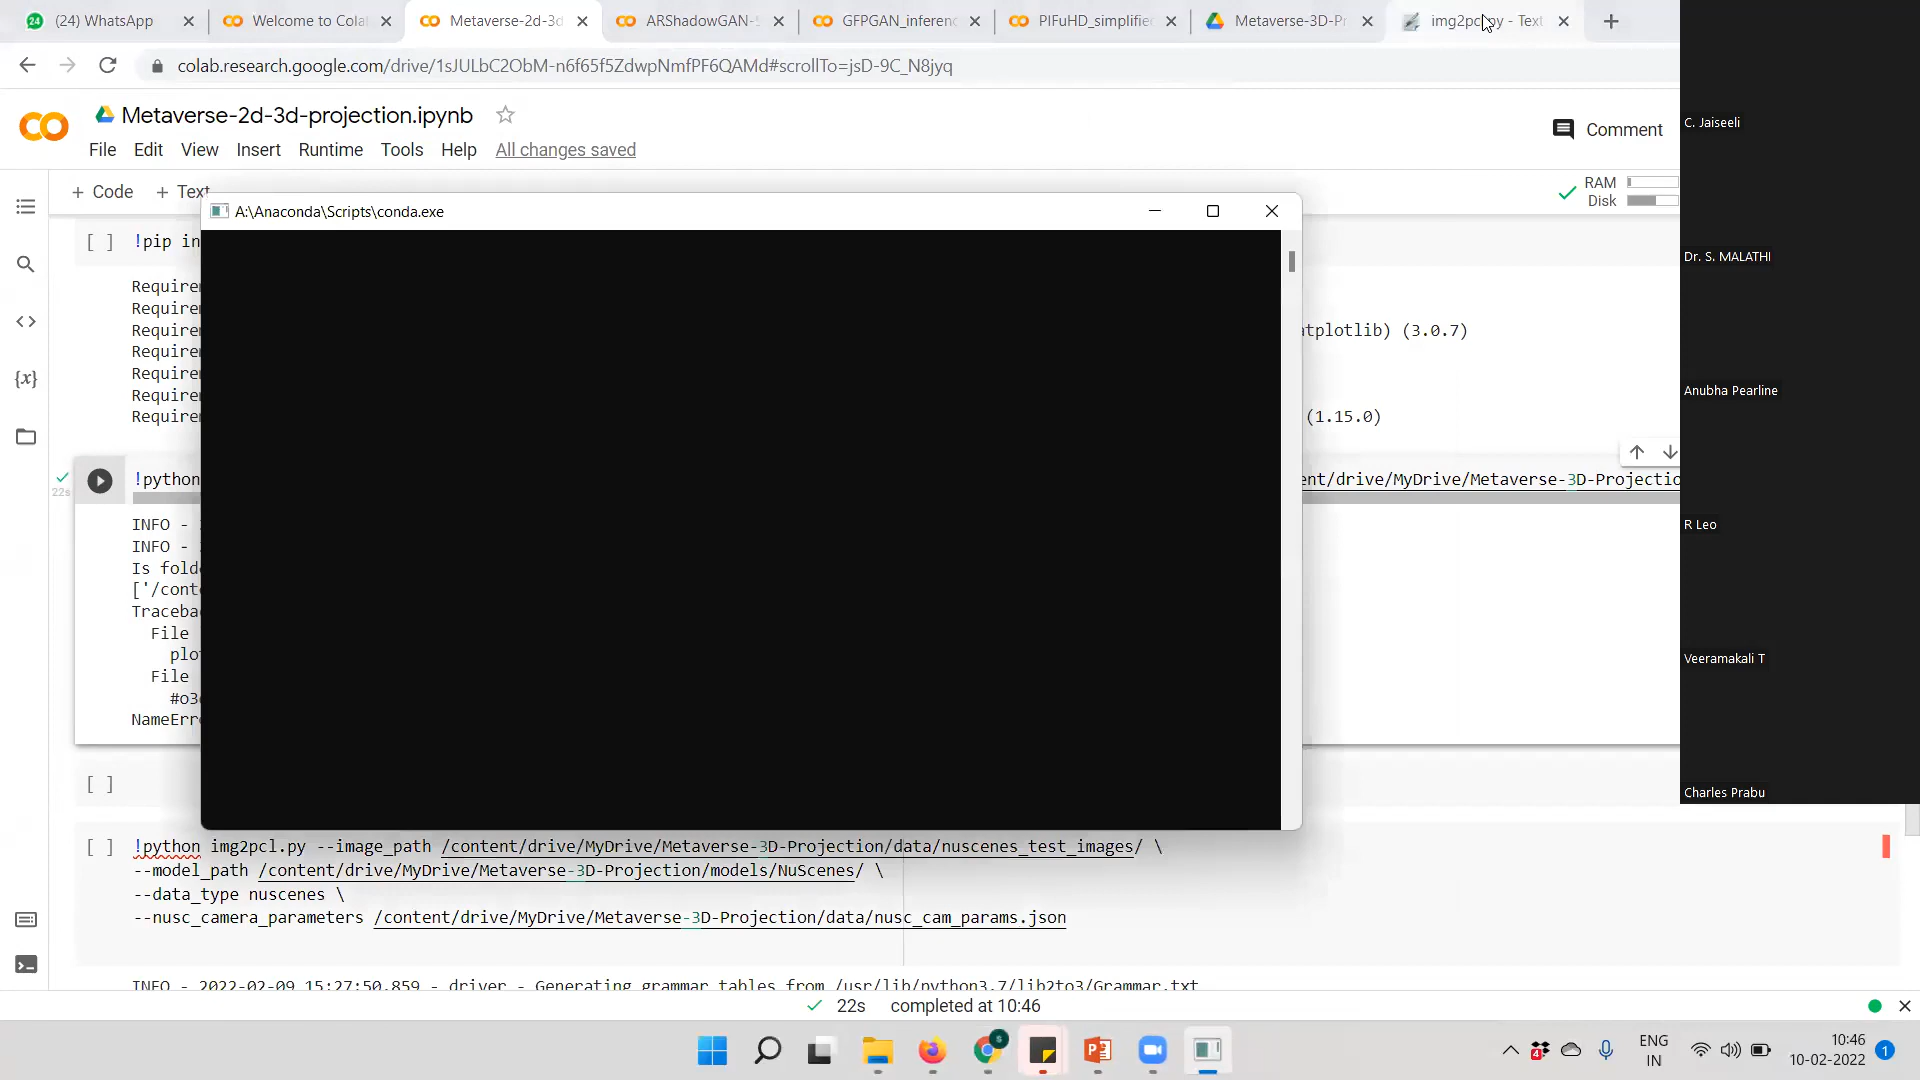 (24) WhatsApp
Welcome to Cola
Metaverse-2d-3d
ARShadowGAN-
GFPGAN_inferenc
PIFuHD_simplifie
Metaverse-3D-Pr
img2pcl.py - Text
colab.research.google.com/drive/1sJULbC2ObM-n6f65f5ZdwpNmfPF6QAMd#scrollTo=jsD-9C_N8jyq
Metaverse-2d-3d-projection.ipynb
Comment
File Edit View Insert Runtime Tools Help All changes saved
+ Code + Text
RAM
Disk
A:\Anaconda\Scripts\conda.exe
[ ] !pip in
Require
Require
Require atplotlib) (3.0.7)
Require
Require
Require
Require (1.15.0)
22s
!python ent/drive/MyDrive/Metaverse-3D-Projectio
INFO -
INFO -
Is fold
['/cont
Traceba
File
plo
File
#o3
NameErr
[ ]
[ ] !python img2pcl.py --image_path /content/drive/MyDrive/Metaverse-3D-Projection/data/nuscenes_test_images/ \
--model_path /content/drive/MyDrive/Metaverse-3D-Projection/models/NuScenes/ \
--data_type nuscenes \
--nusc_camera_parameters /content/drive/MyDrive/Metaverse-3D-Projection/data/nusc_cam_params.json
INFO - 2022-02-09 15:27:50,859 - driver - Generating grammar tables from /usr/lib/python3.7/lib2to3/Grammar.txt
22s completed at 10:46
C. Jaiseeli
Dr. S. MALATHI
Anubha Pearline
R Leo
Veeramakali T
Charles Prabu
ENG
IN
10:46
10-02-2022
1